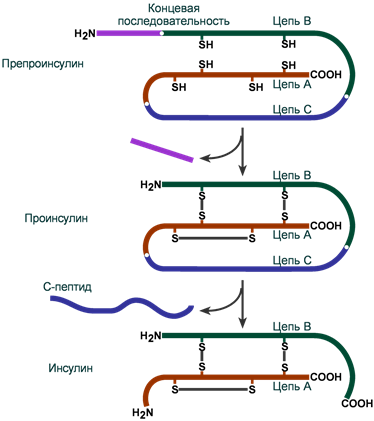 Концевая
последовательность
Цепь B
H₂N
SH SH
Препроинсулин
SH SH
COOH
SH SH Цепь A
Цепь C
H₂N
Цепь B
S S
S S
Проинсулин
COOH
S S Цепь A
Цепь C
С-пептид
H₂N
Цепь B
S S
S S
Инсулин
COOH
S S Цепь A
H₂N
COOH